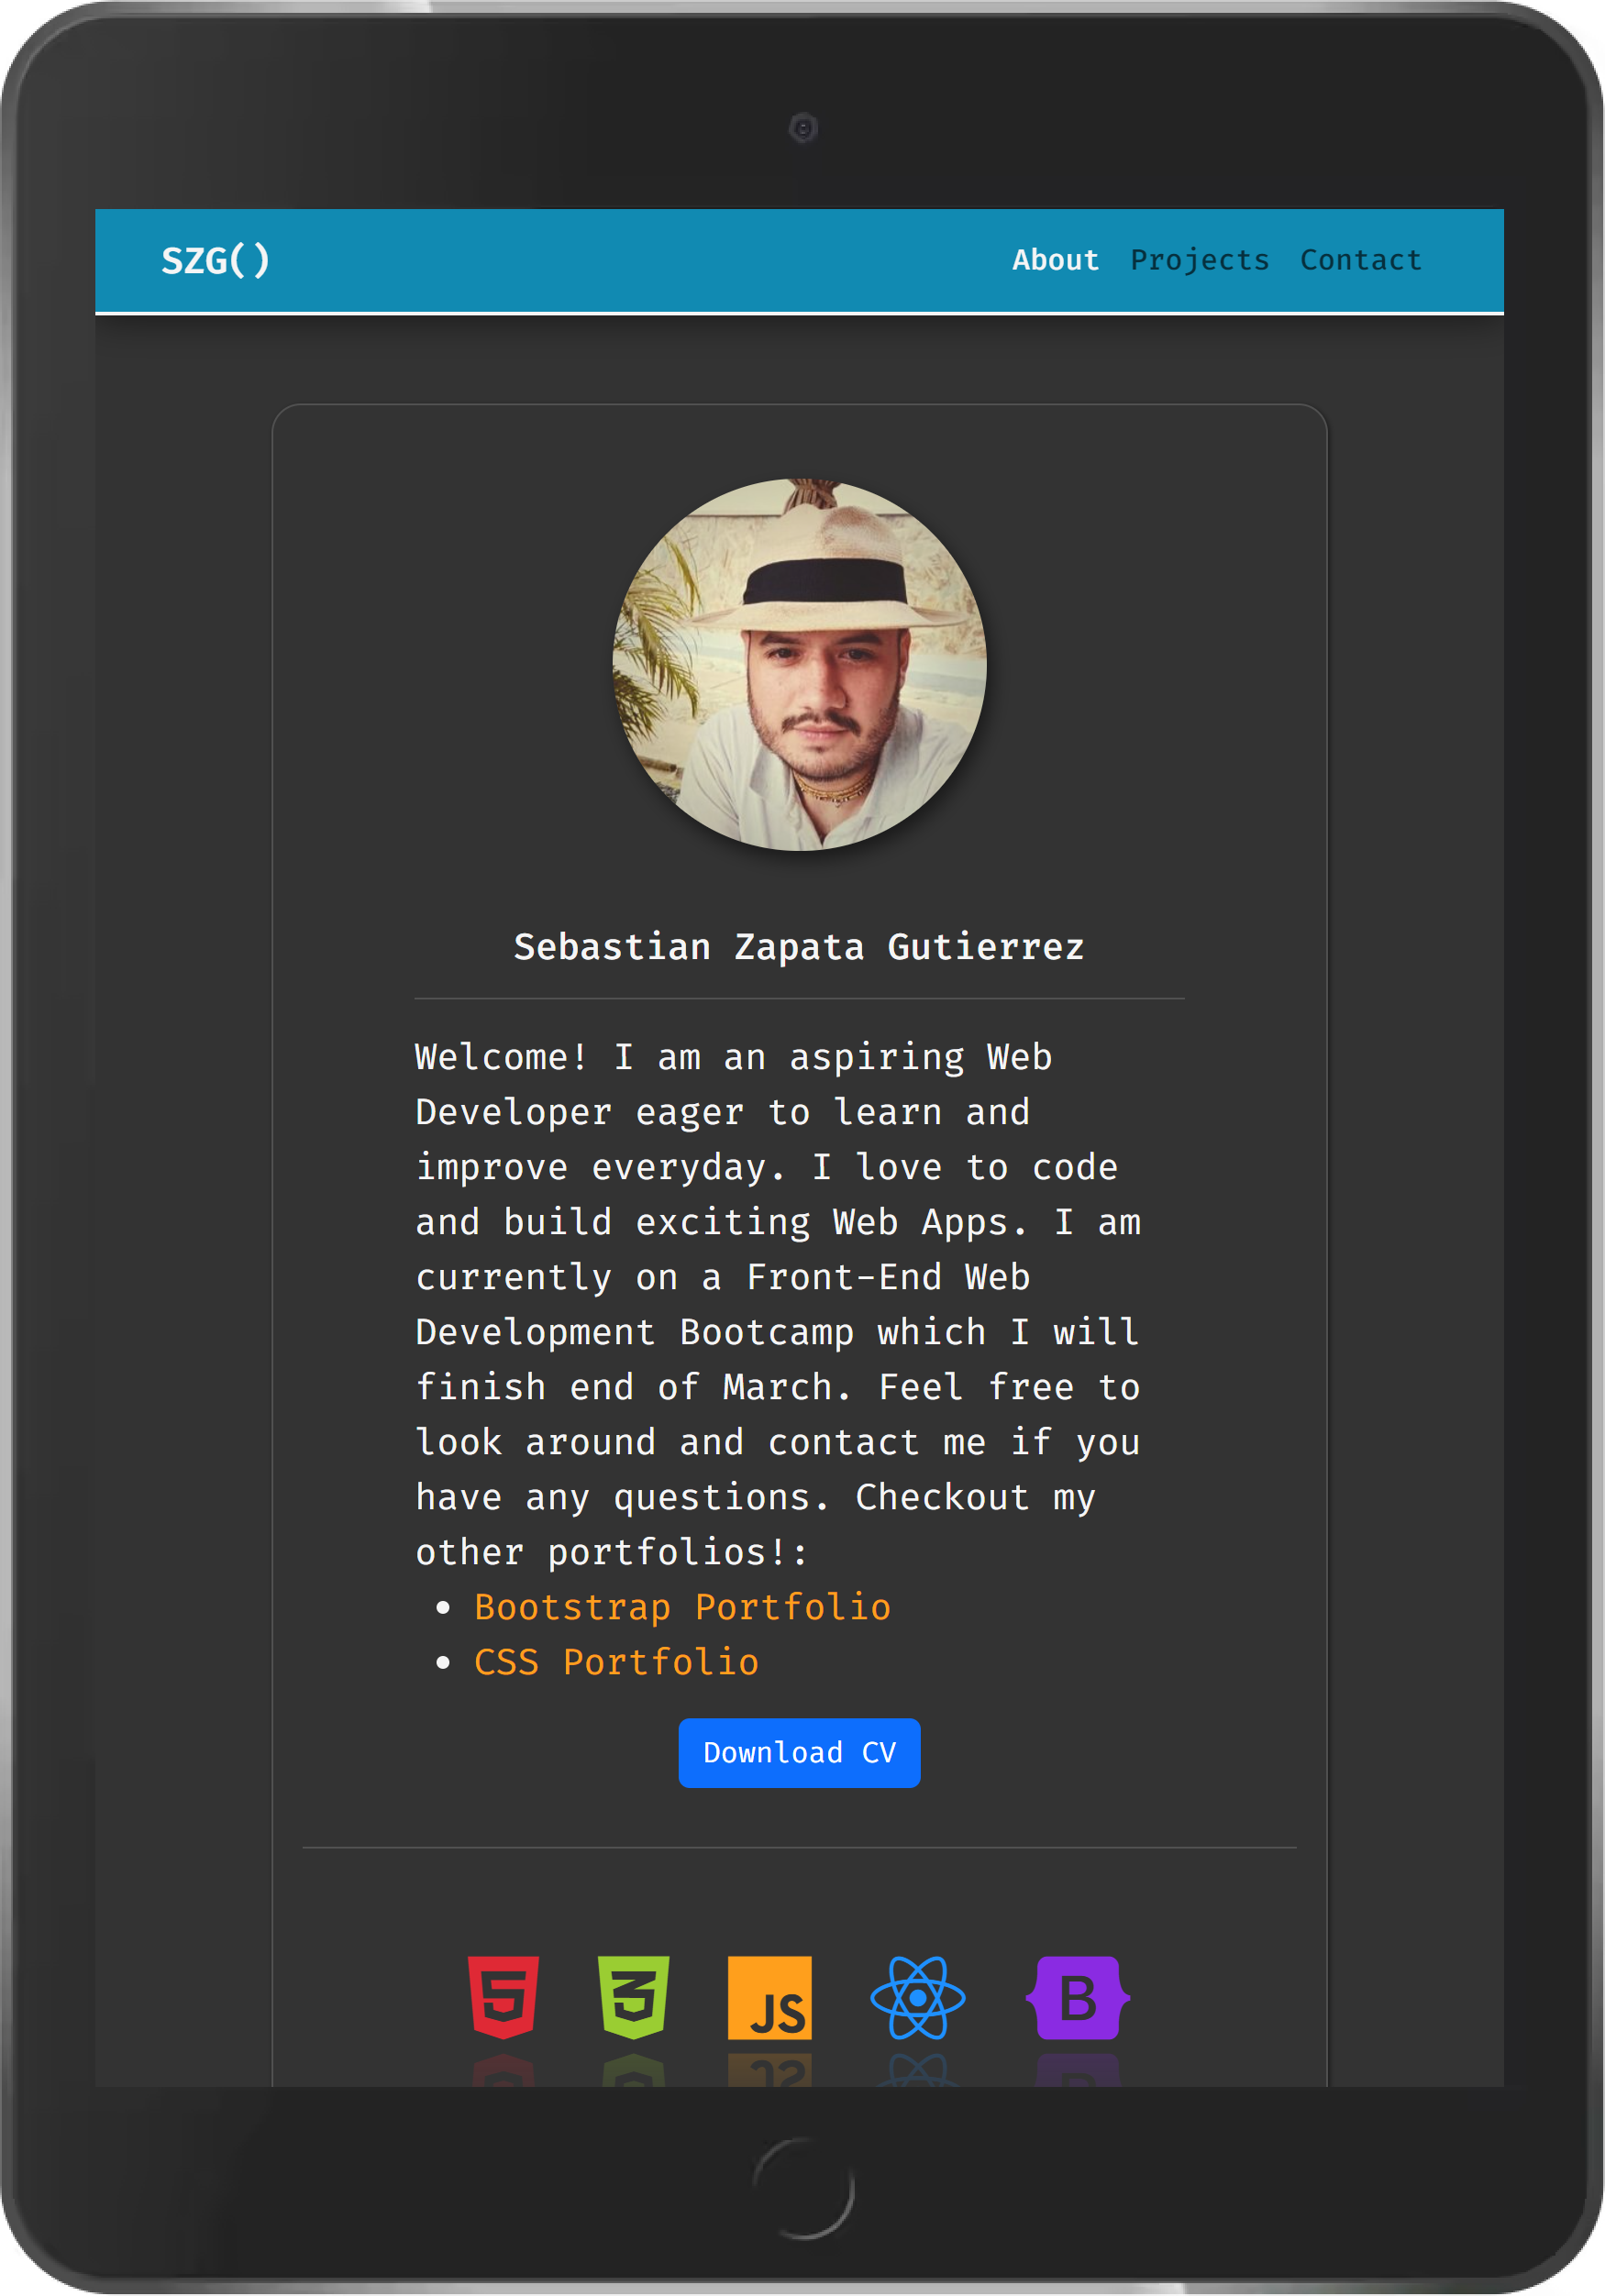 SZG()
About Projects Contact
Sebastian Zapata Gutierrez
Welcome! I am an aspiring Web
Developer eager to learn and
improve everyday. I love to code
and build exciting Web Apps. I am
currently on a Front-End Web
Development Bootcamp which I will
finish end of March. Feel free to
look around and contact me if you
have any questions. Checkout my
other portfolios!:
• Bootstrap Portfolio
• CSS Portfolio
Download CV
5 3 JS B